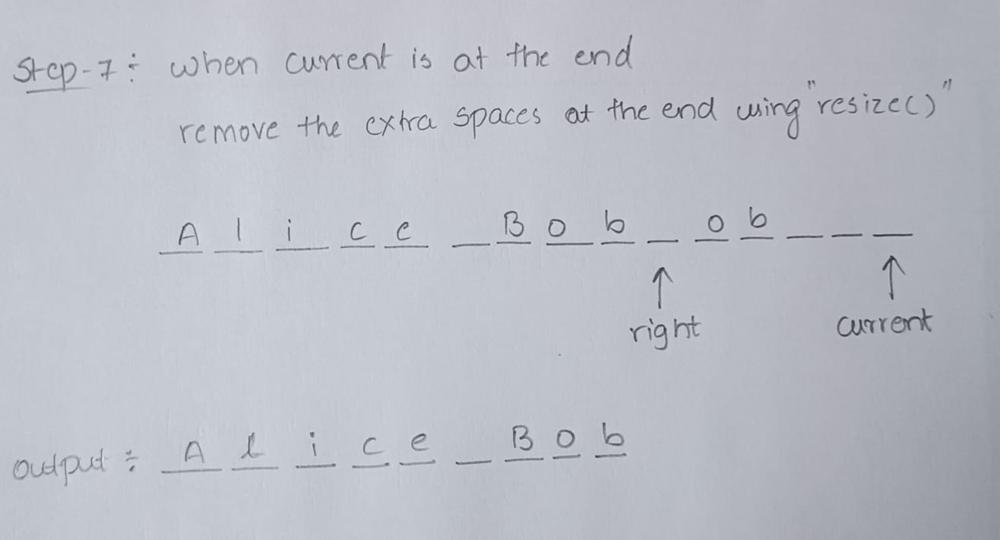 Step-7 ÷ when current is at the end
remove the extra spaces at the end using "resize()"
A l i c e _ B o b _ o b _ _ _
↑ ↑
right current
output ÷ A l i c e _ B o b